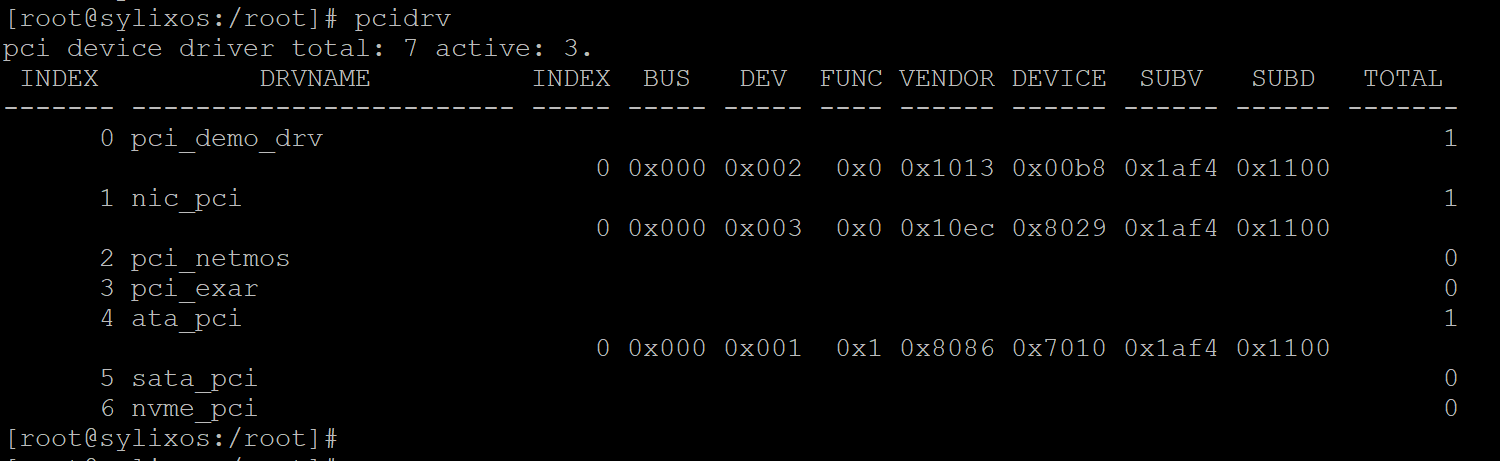 [root@sylixos:/root]# pcidrv
pci device driver total: 7 active: 3.
 INDEX          DRVNAME          INDEX  BUS   DEV  FUNC VENDOR DEVICE  SUBV   SUBD   TOTAL
------- ------------------------ ----- ----- ----- ---- ------ ------ ------ ------ -------
      0 pci_demo_drv                                                                      1
                                     0 0x000 0x002  0x0 0x1013 0x00b8 0x1af4 0x1100
      1 nic_pci                                                                           1
                                     0 0x000 0x003  0x0 0x10ec 0x8029 0x1af4 0x1100
      2 pci_netmos                                                                        0
      3 pci_exar                                                                          0
      4 ata_pci                                                                           1
                                     0 0x000 0x001  0x1 0x8086 0x7010 0x1af4 0x1100
      5 sata_pci                                                                          0
      6 nvme_pci                                                                          0
[root@sylixos:/root]#